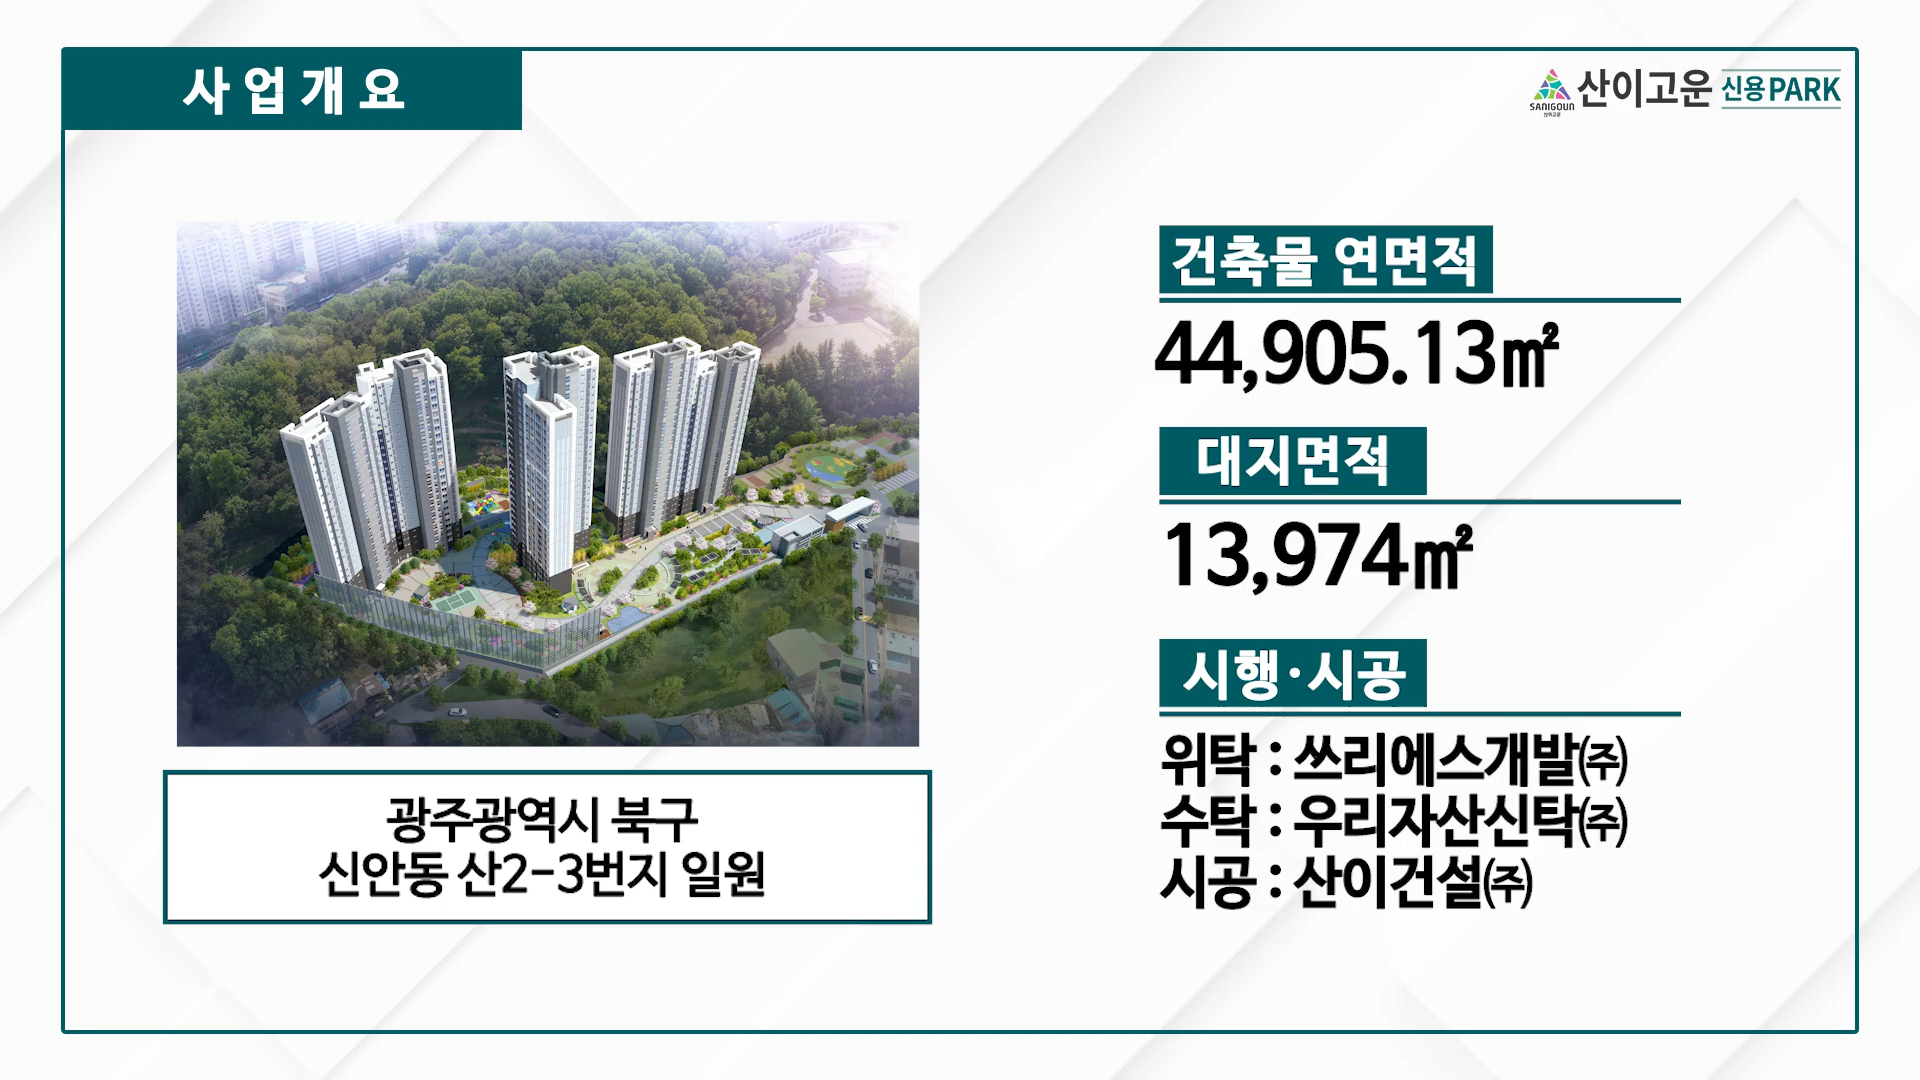 사업개요
SANIGOUN
산이고운
산이고운 신용PARK
건축물 연면적
44,905.13㎡
대지면적
13,974㎡
시행·시공
위탁 : 쓰리에스개발㈜
수탁 : 우리자산신탁㈜
시공 : 산이건설㈜
광주광역시 북구
신안동 산2-3번지 일원